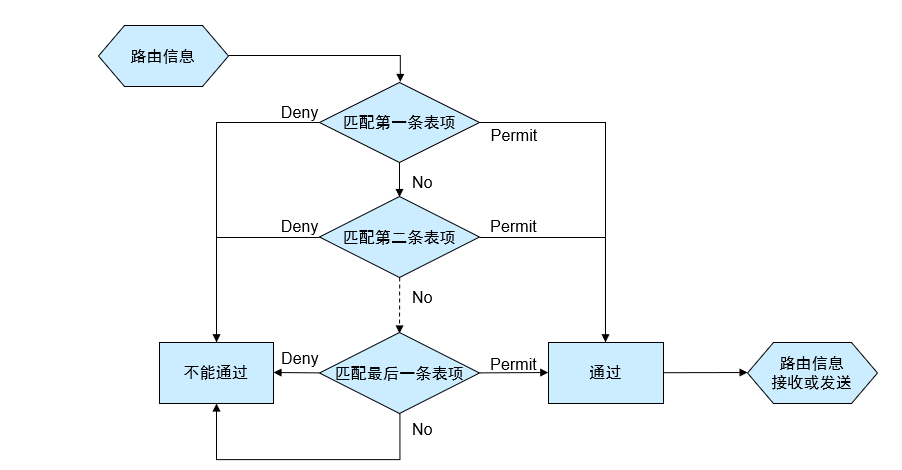 路由信息
Deny
匹配第一条表项
Permit
No
Deny
匹配第二条表项
Permit
No
不能通过
Deny
匹配最后一条表项
Permit
通过
路由信息
接收或发送
No